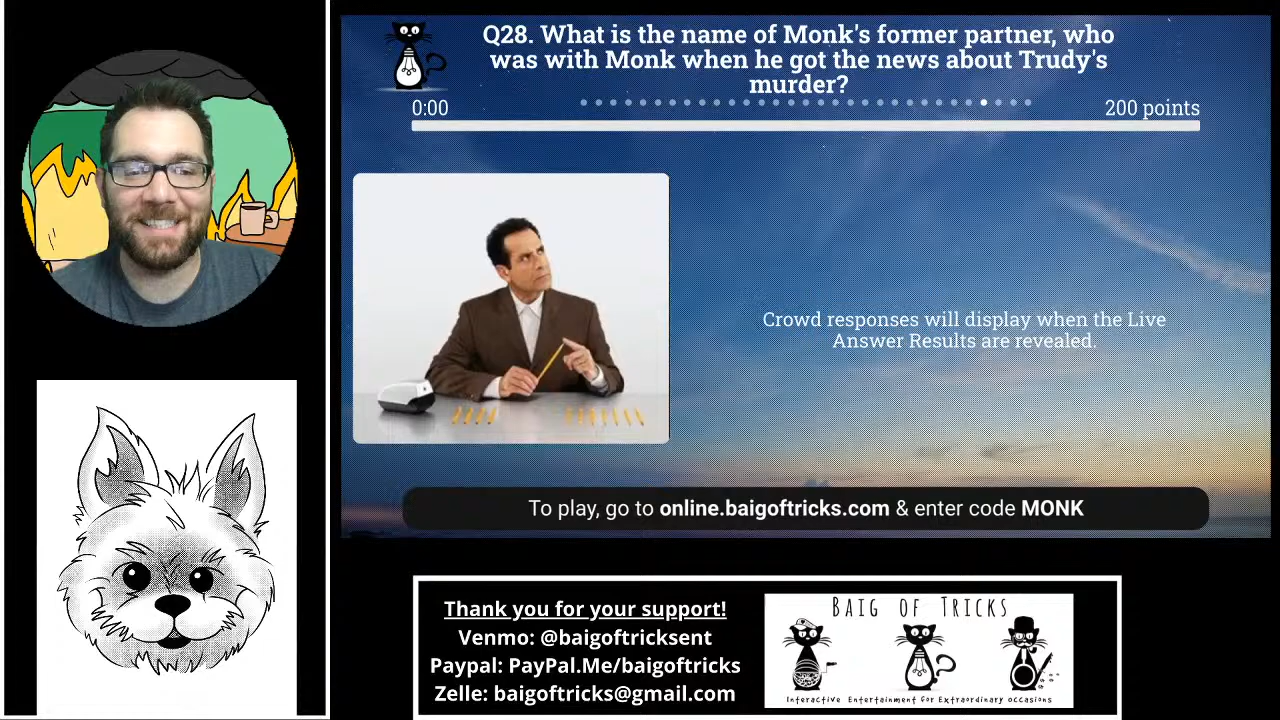 Q28. What is the name of Monk's former partner, who
was with Monk when he got the news about Trudy's
murder?
0:00
200 points
Crowd responses will display when the Live
Answer Results are revealed.
To play, go to online.baigoftricks.com & enter code MONK
Thank you for your support!
Venmo: @baigoftricksent
Paypal: PayPal.Me/baigoftricks
Zelle: baigoftricks@gmail.com
BAIG OF TRICKS
Interactive Entertainment for Extraordinary occasions